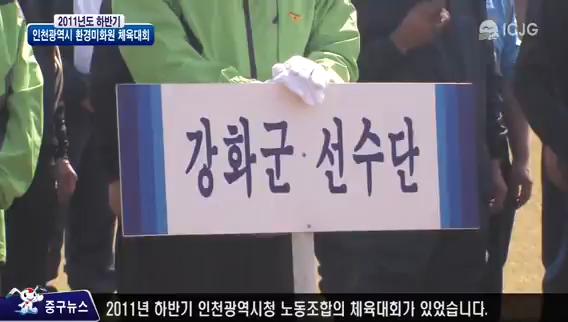 2011년도 하반기
인천광역시 환경미화원 체육대회
ICJG
강화군·선수단
중구뉴스
2011년 하반기 인천광역시청 노동조합의 체육대회가 있었습니다.